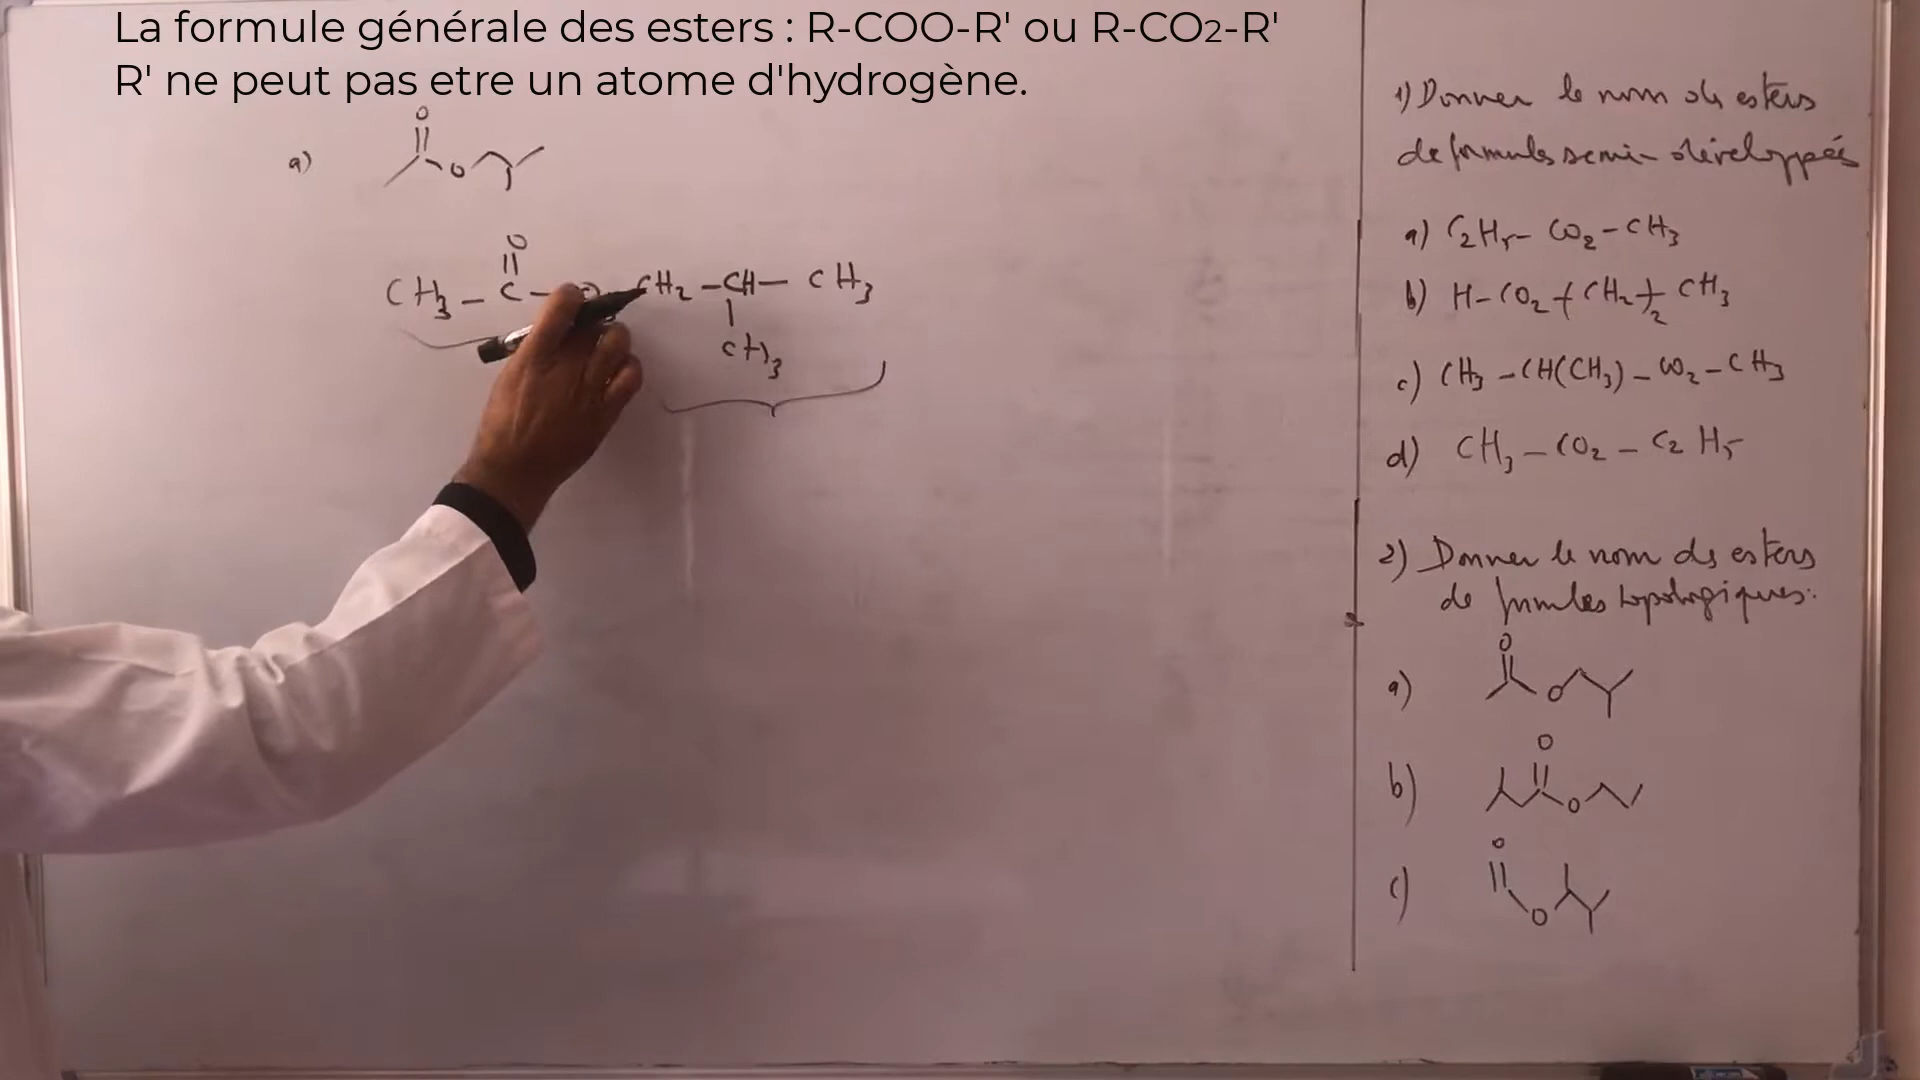 La formule générale des esters : R-COO-R' ou R-CO2-R'
R' ne peut pas etre un atome d'hydrogène.
a)
O
O
O
CH3 – C – O – CH2 – CH – CH3
CH3
1) Donner le nom des esters
de formules semi-développées
a) C2H5 – CO2 – CH3
b) H – CO2 –(CH2)2 CH3
c) CH3 – CH(CH3) – CO2 – CH3
d) CH3 – CO2 – C2H5
2) Donner le nom des esters
de formules topologiques:
O
a)
O
O
b)
O
O
c)
O